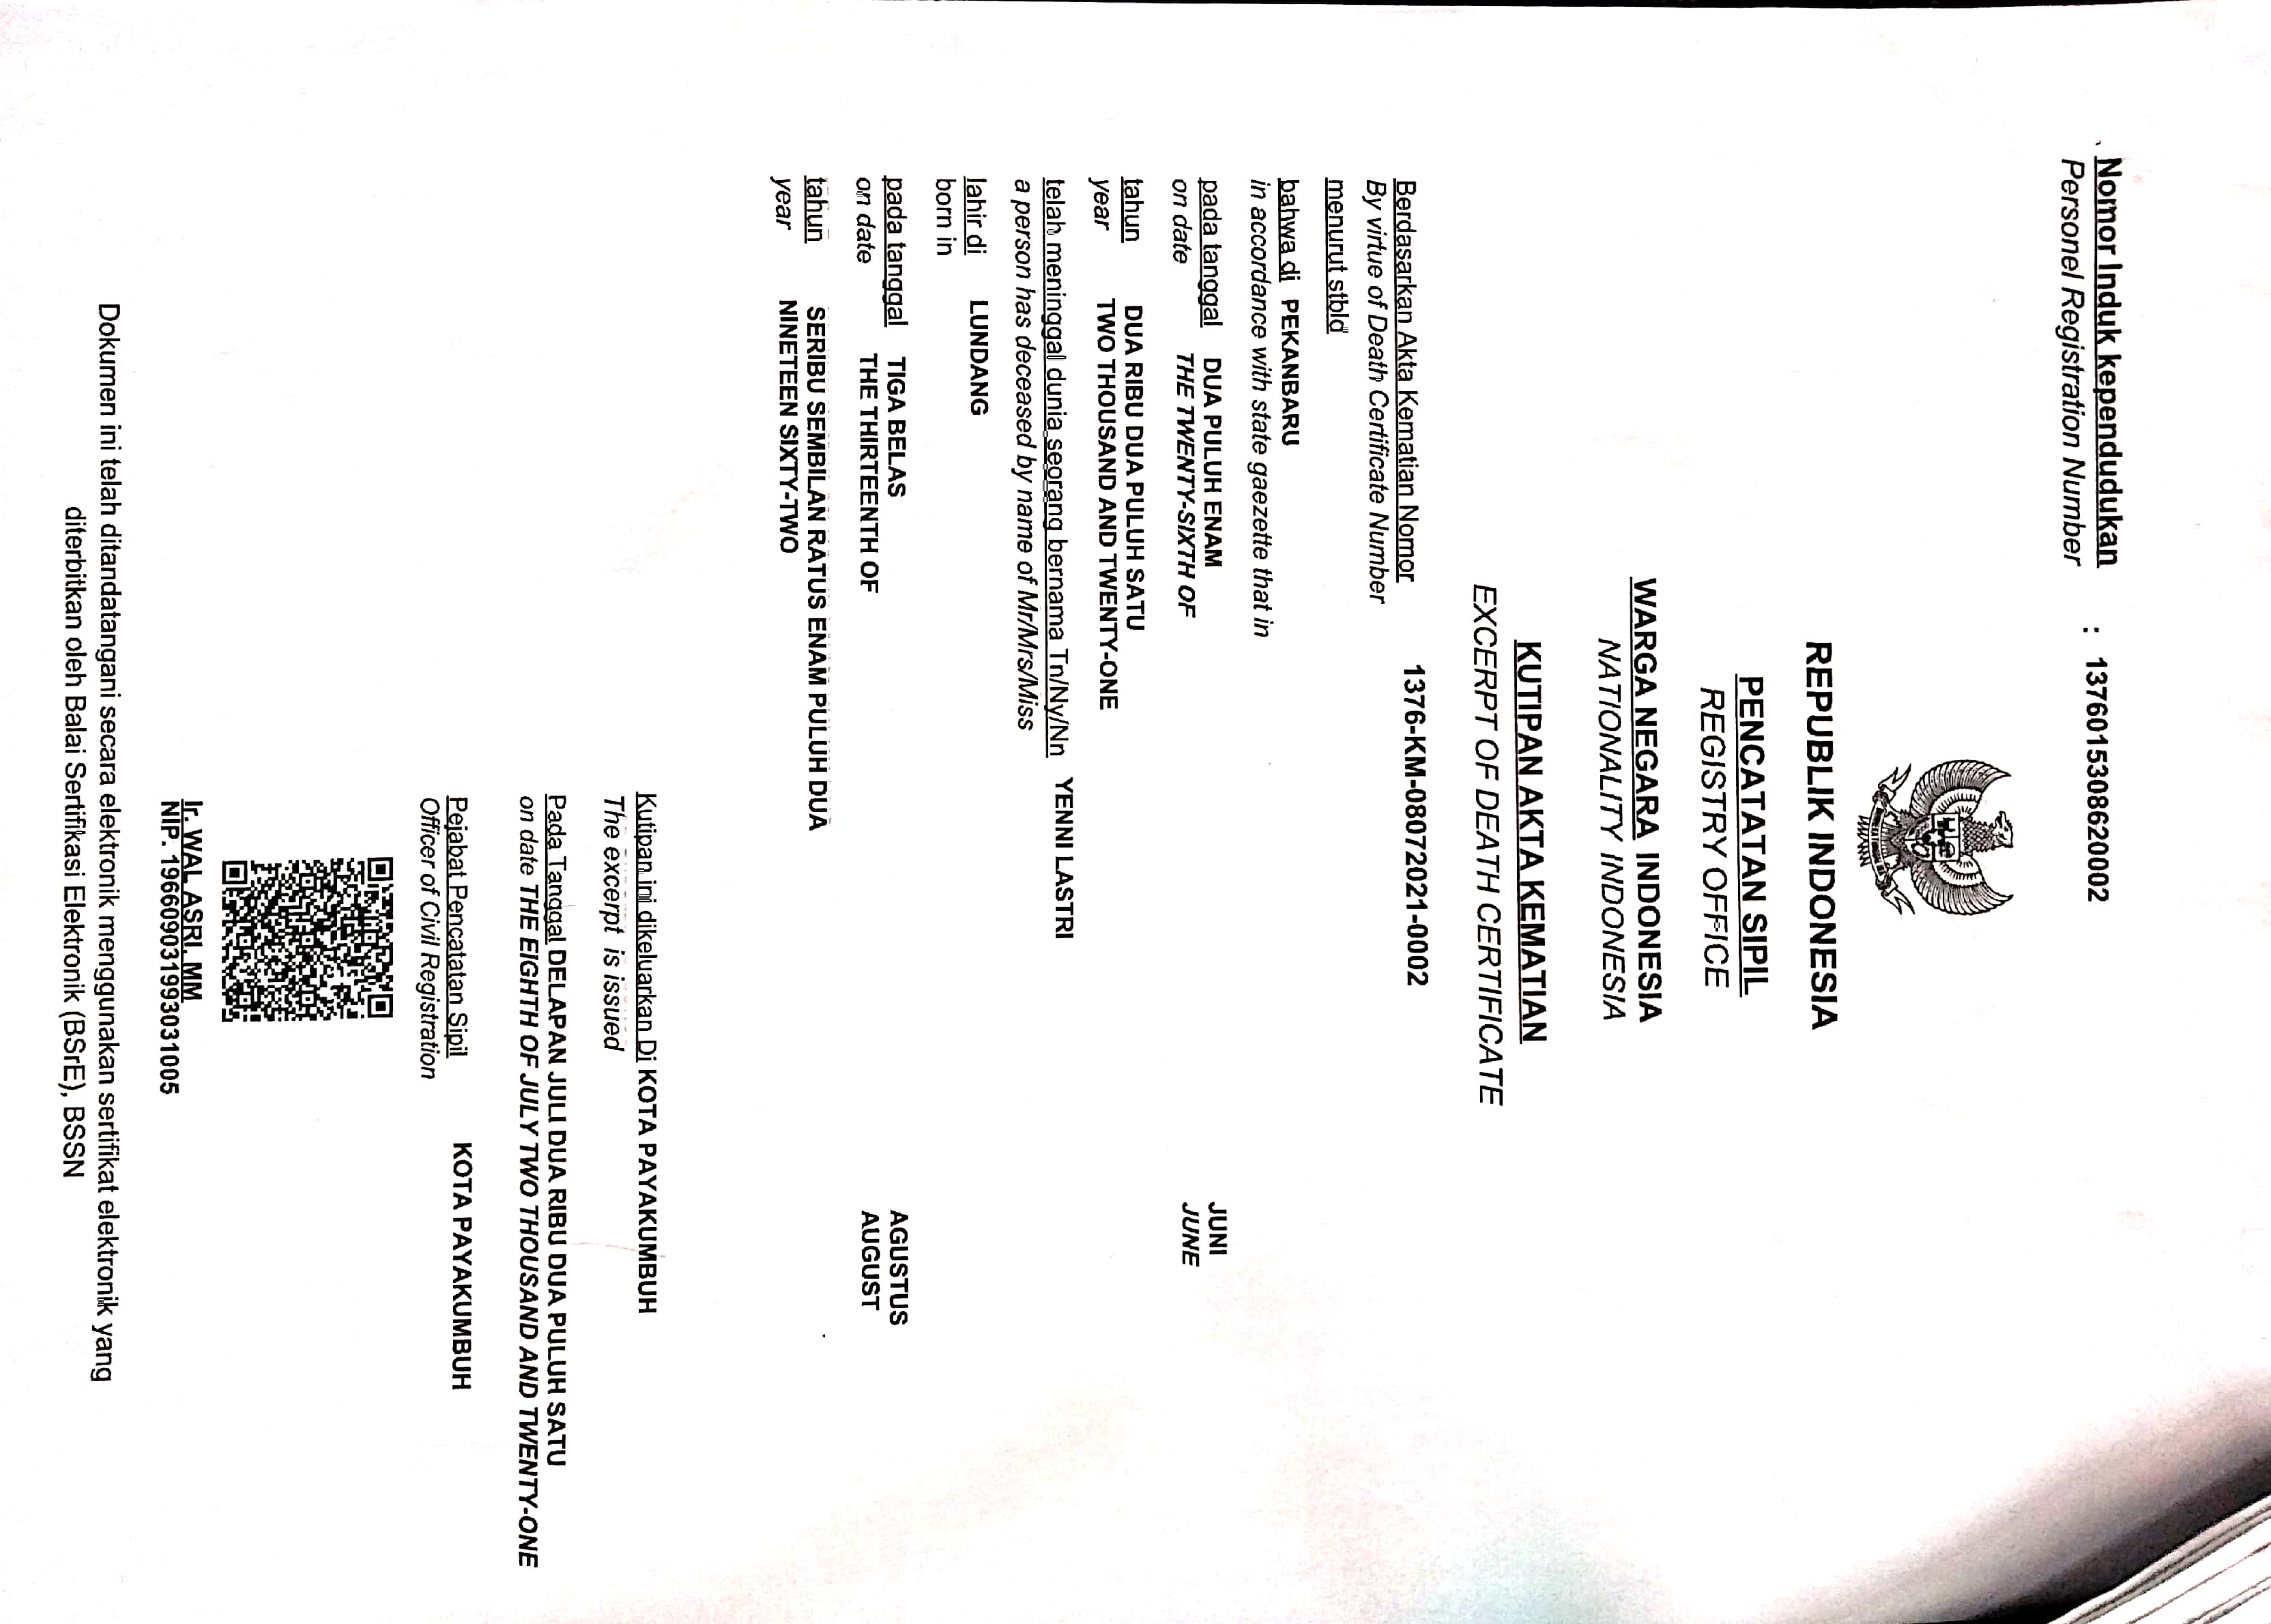 Nomor Induk kependudukan : 1376015308620002
Personel Registration Number
REPUBLIK INDONESIA
PENCATATAN SIPIL
REGISTRY OFFICE
WARGA NEGARA INDONESIA
NATIONALITY INDONESIA
KUTIPAN AKTA KEMATIAN
EXCERPT OF DEATH CERTIFICATE
Berdasarkan Akta Kematian Nomor 1376-KM-08072021-0002
By virtue of Death Certificate Number
menurut stbld
bahwa di PEKANBARU
in accordance with state gaezette that in
pada tanggal DUA PULUH ENAM JUNI
on date THE TWENTY-SIXTH OF JUNE
tahun DUA RIBU DUA PULUH SATU
year TWO THOUSAND AND TWENTY-ONE
telah meninggal dunia seorang bernama Tn/Ny/Nn YENNI LASTRI
a person has deceased by name of Mr/Mrs/Miss
lahir di LUNDANG
born in
pada tanggal TIGA BELAS AGUSTUS
on date THE THIRTEENTH OF AUGUST
tahun SERIBU SEMBILAN RATUS ENAM PULUH DUA
year NINETEEN SIXTY-TWO
Kutipan ini dikeluarkan Di KOTA PAYAKUMBUH
The excerpt is issued
Pada Tanggal DELAPAN JULI DUA RIBU DUA PULUH SATU
on date THE EIGHTH OF JULY TWO THOUSAND AND TWENTY-ONE
Pejabat Pencatatan Sipil KOTA PAYAKUMBUH
Officer of Civil Registration
Ir. WAL ASRI, MM
NIP. 196609031993031005
Dokumen ini telah ditandatangani secara elektronik menggunakan sertifikat elektronik yang
diterbitkan oleh Balai Sertifikasi Elektronik (BSrE), BSSN